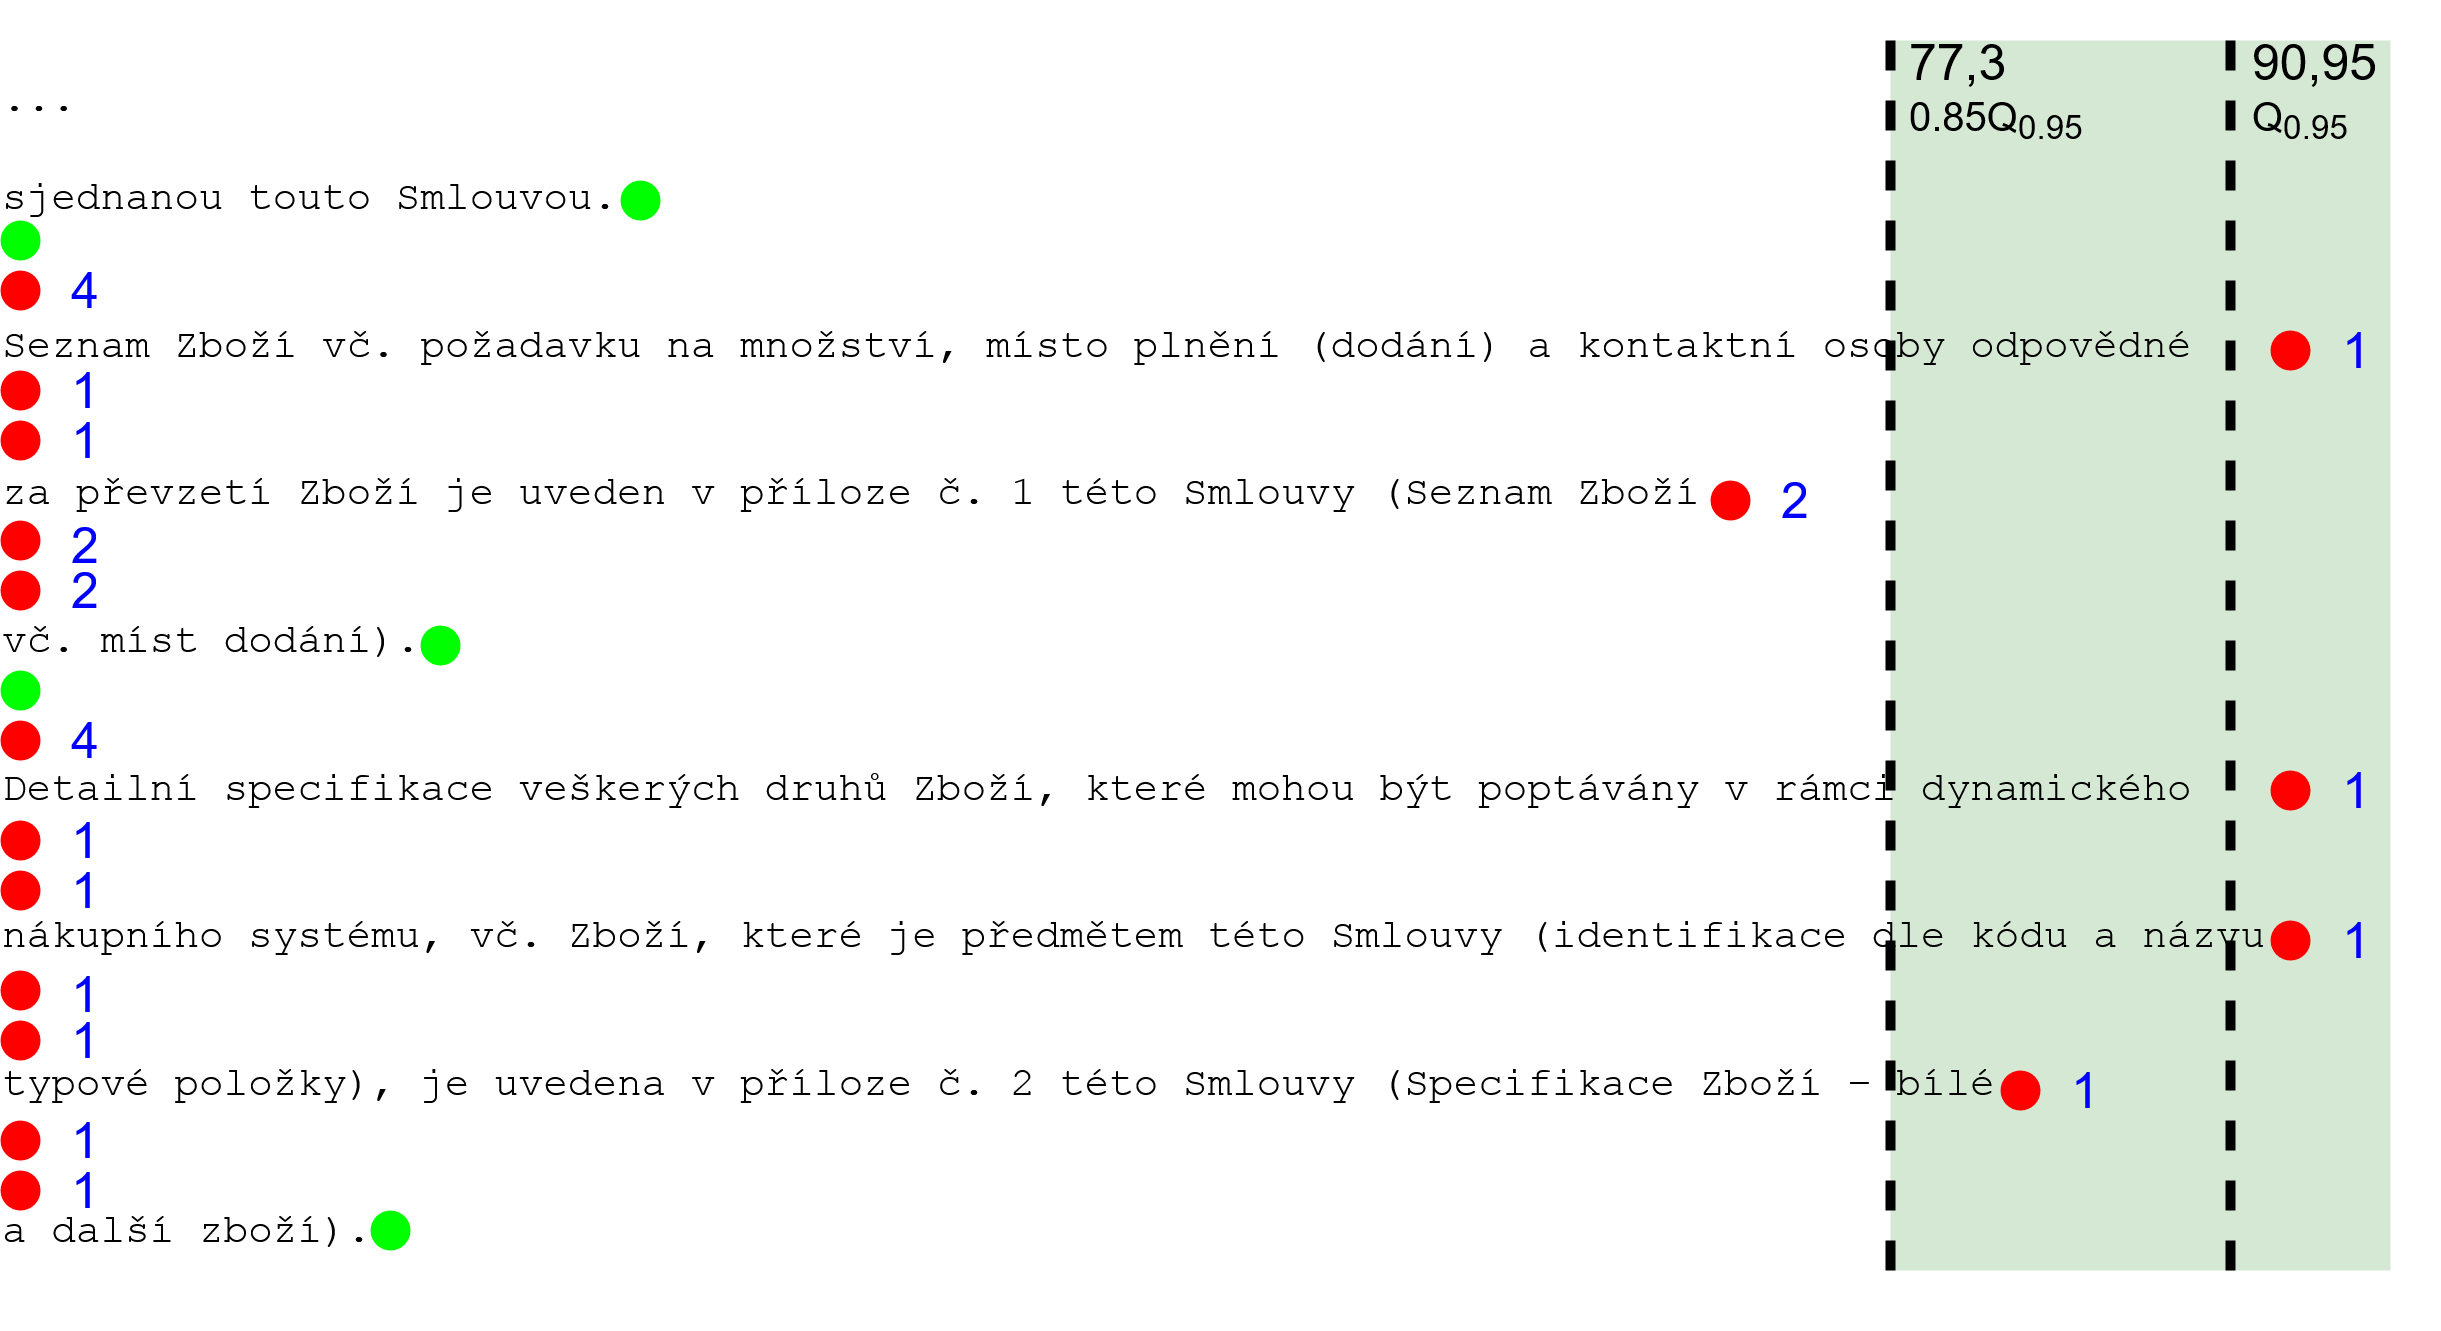 77,3 90,95
0.85Q0.95 Q0.95
...
sjednanou touto Smlouvou.
4
Seznam Zboží vč. požadavku na množství, místo plnění (dodání) a kontaktní osoby odpovědné 1
1
1
za převzetí Zboží je uveden v příloze č. 1 této Smlouvy (Seznam Zboží 2
2
2
vč. míst dodání).
4
Detailní specifikace veškerých druhů Zboží, které mohou být poptávány v rámci dynamického 1
1
1
nákupního systému, vč. Zboží, které je předmětem této Smlouvy (identifikace dle kódu a názvu 1
1
1
typové položky), je uvedena v příloze č. 2 této Smlouvy (Specifikace Zboží – bílé 1
1
1
a další zboží).